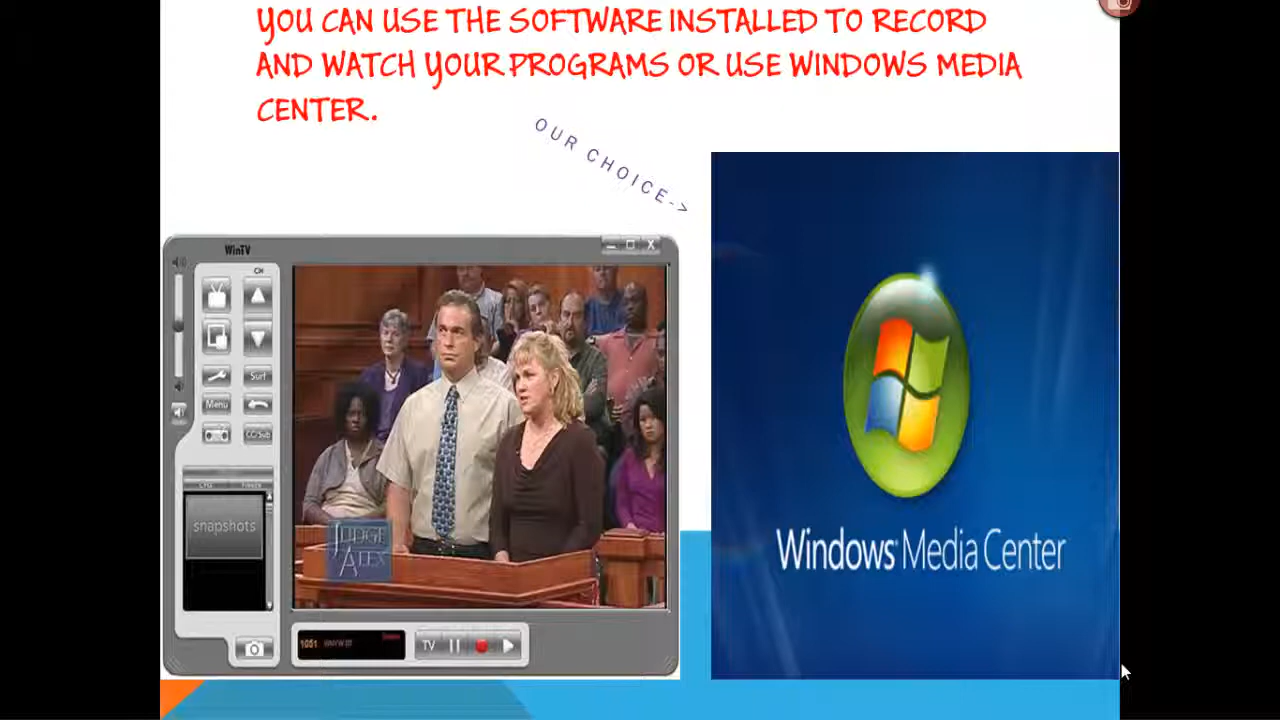 YOU CAN USE THE SOFTWARE INSTALLED TO RECORD
AND WATCH YOUR PROGRAMS OR USE WINDOWS MEDIA
CENTER.
OUR CHOICE->
WinTV
CH
Surf
Menu
CC/Sub
snapshots
JUDGE
ALEX
1051
TV
Windows Media Center